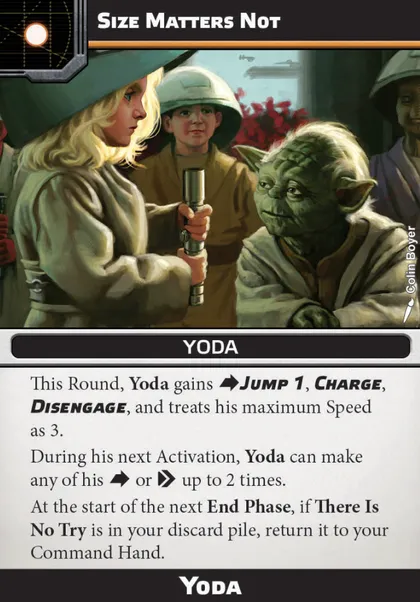 Size Matters Not
Colin Boyer
YODA
This Round, Yoda gains Jump 1, Charge,
Disengage, and treats his maximum Speed
as 3.
During his next Activation, Yoda can make
any of his or up to 2 times.
At the start of the next End Phase, if There Is
No Try is in your discard pile, return it to your
Command Hand.
Yoda